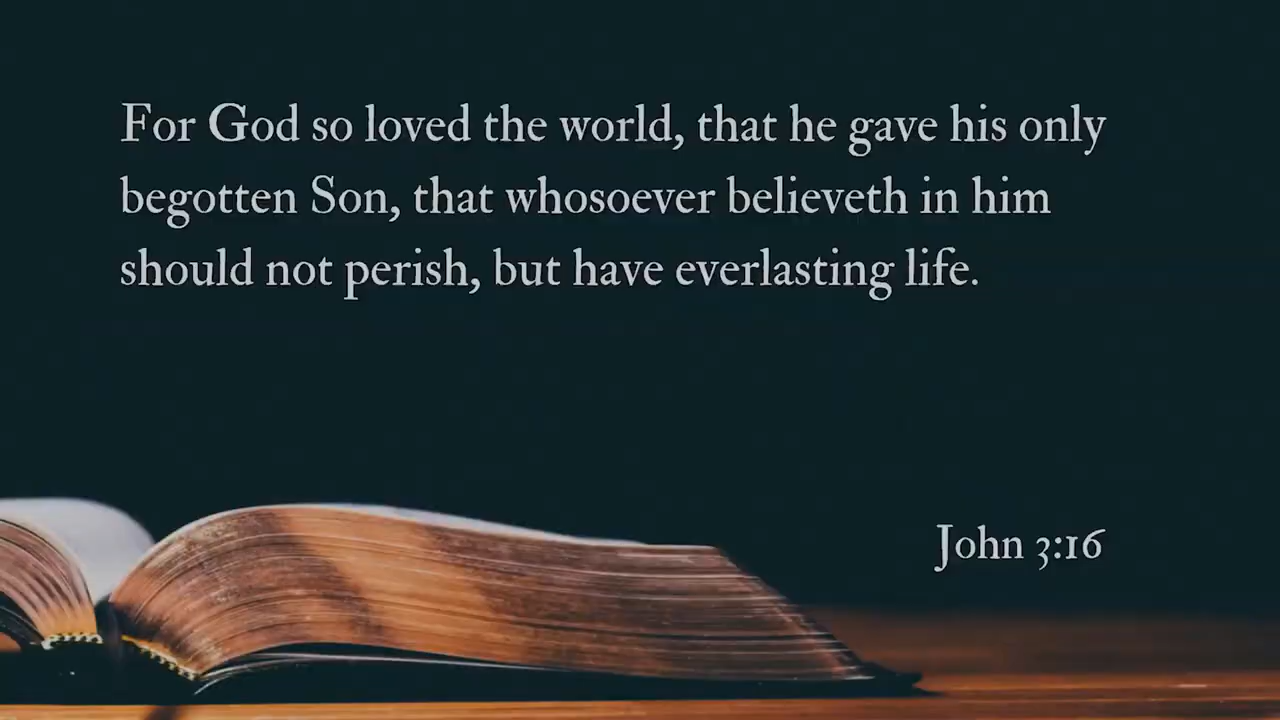 For God so loved the world, that he gave his only
begotten Son, that whosoever believeth in him
should not perish, but have everlasting life.
John 3:16